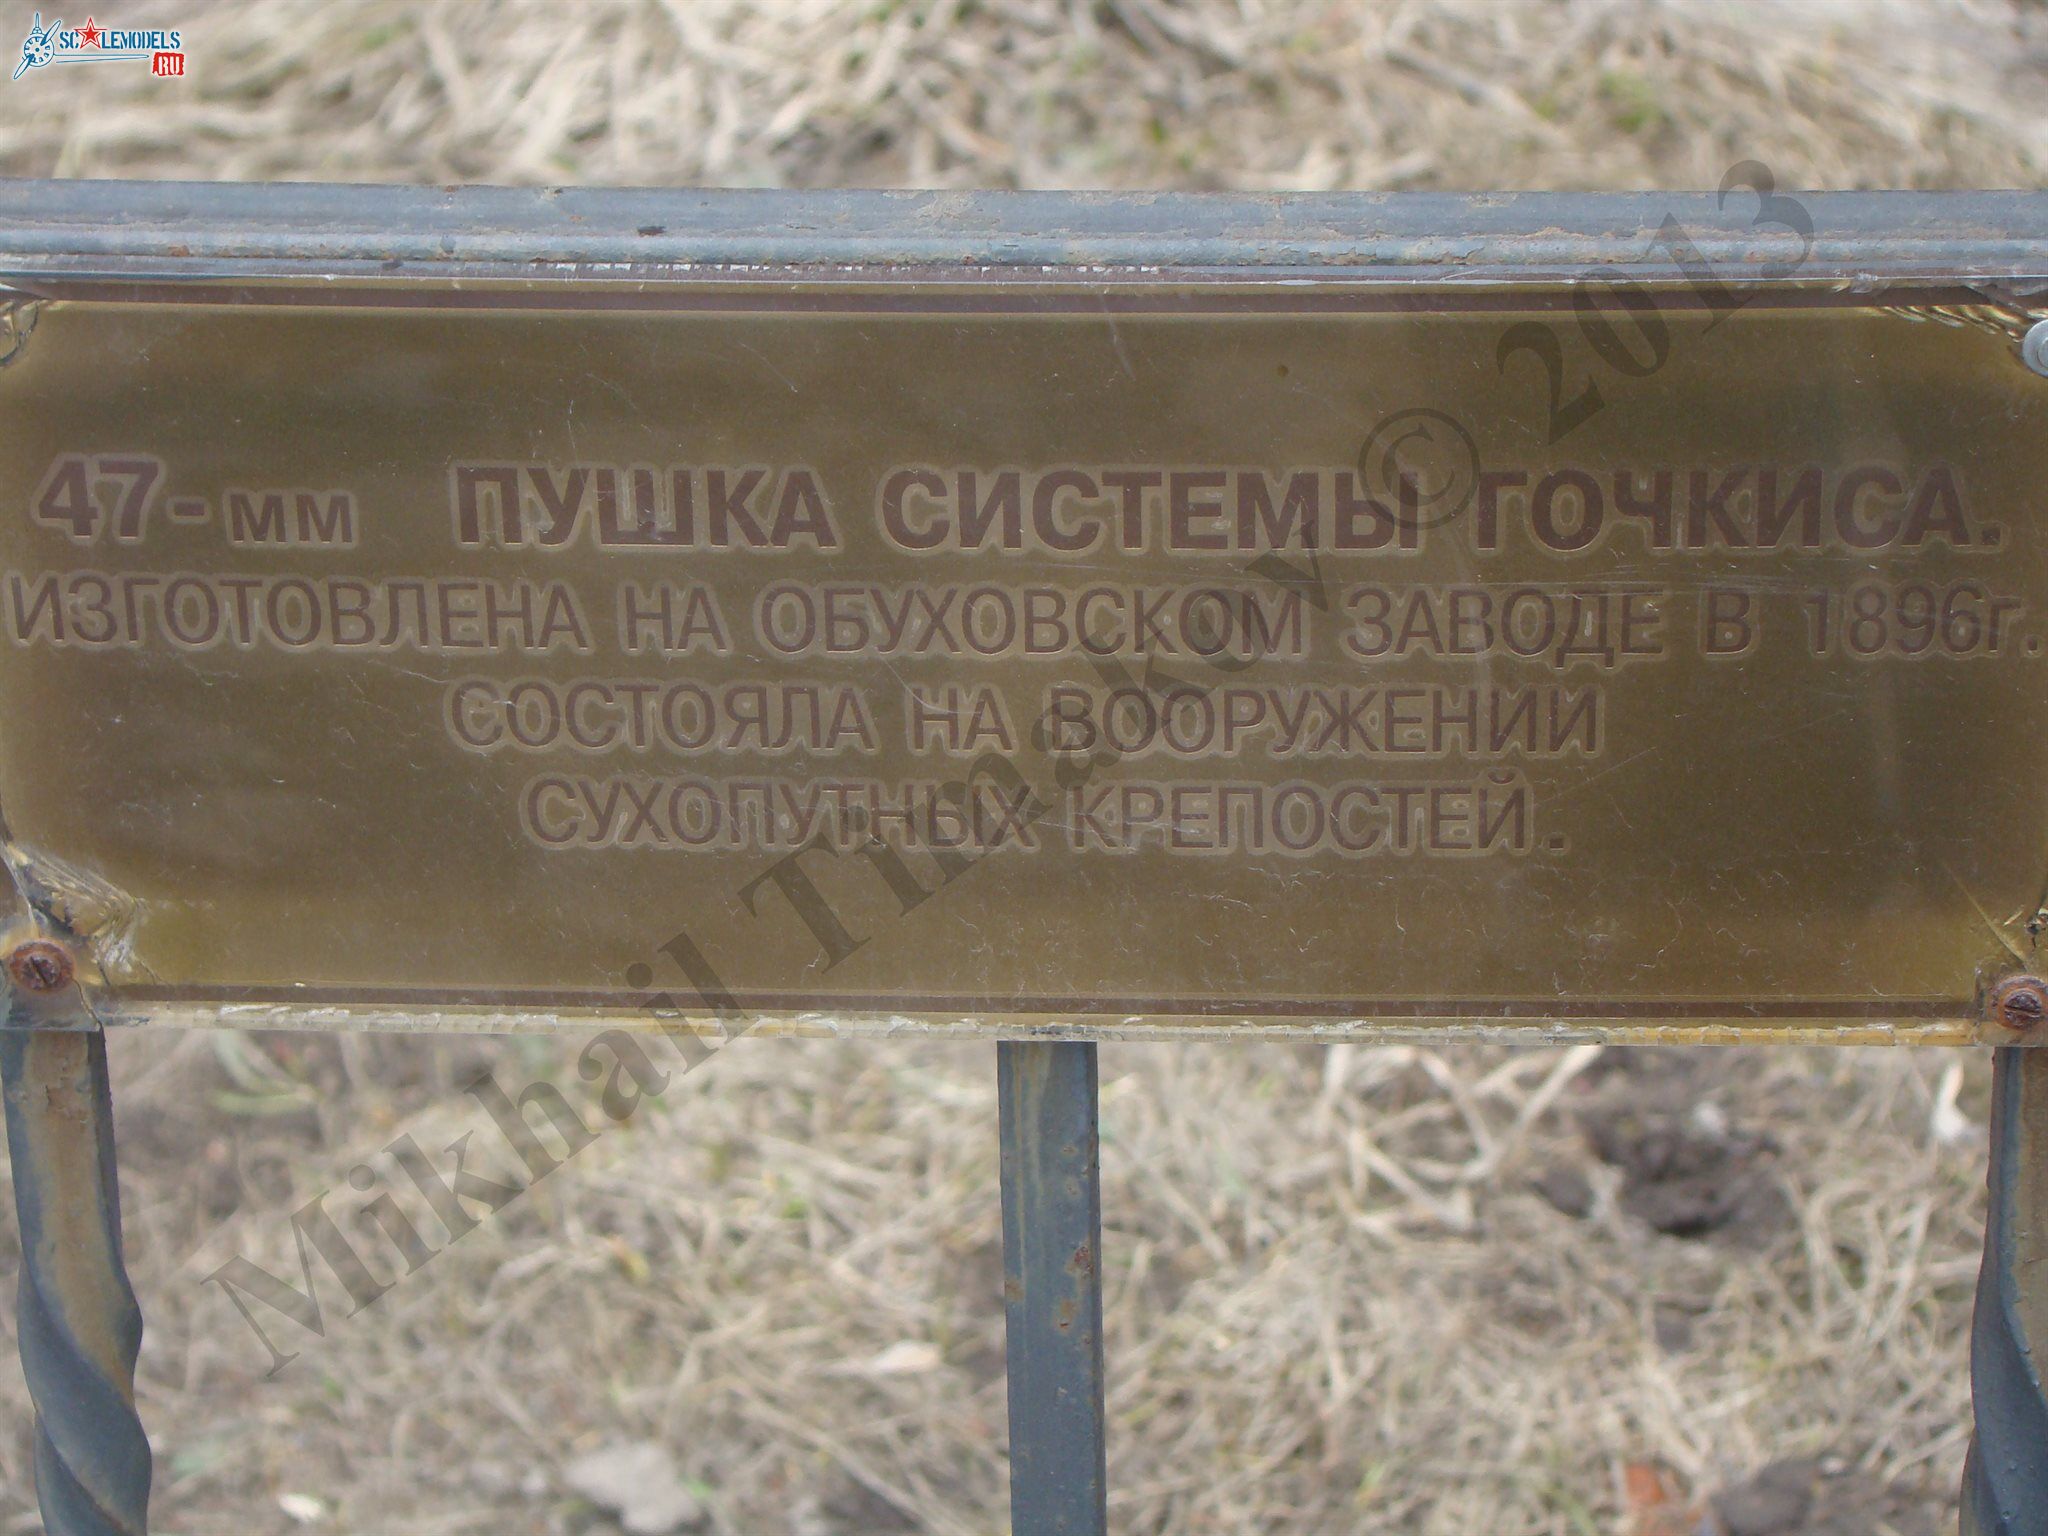 SCALEMODELS
RU
47-мм ПУШКА СИСТЕМЫ ГОЧКИСА.
ИЗГОТОВЛЕНА НА ОБУХОВСКОМ ЗАВОДЕ В 1896г.
СОСТОЯЛА НА ВООРУЖЕНИИ
СУХОПУТНЫХ КРЕПОСТЕЙ.
Mikhail Timakov © 2013